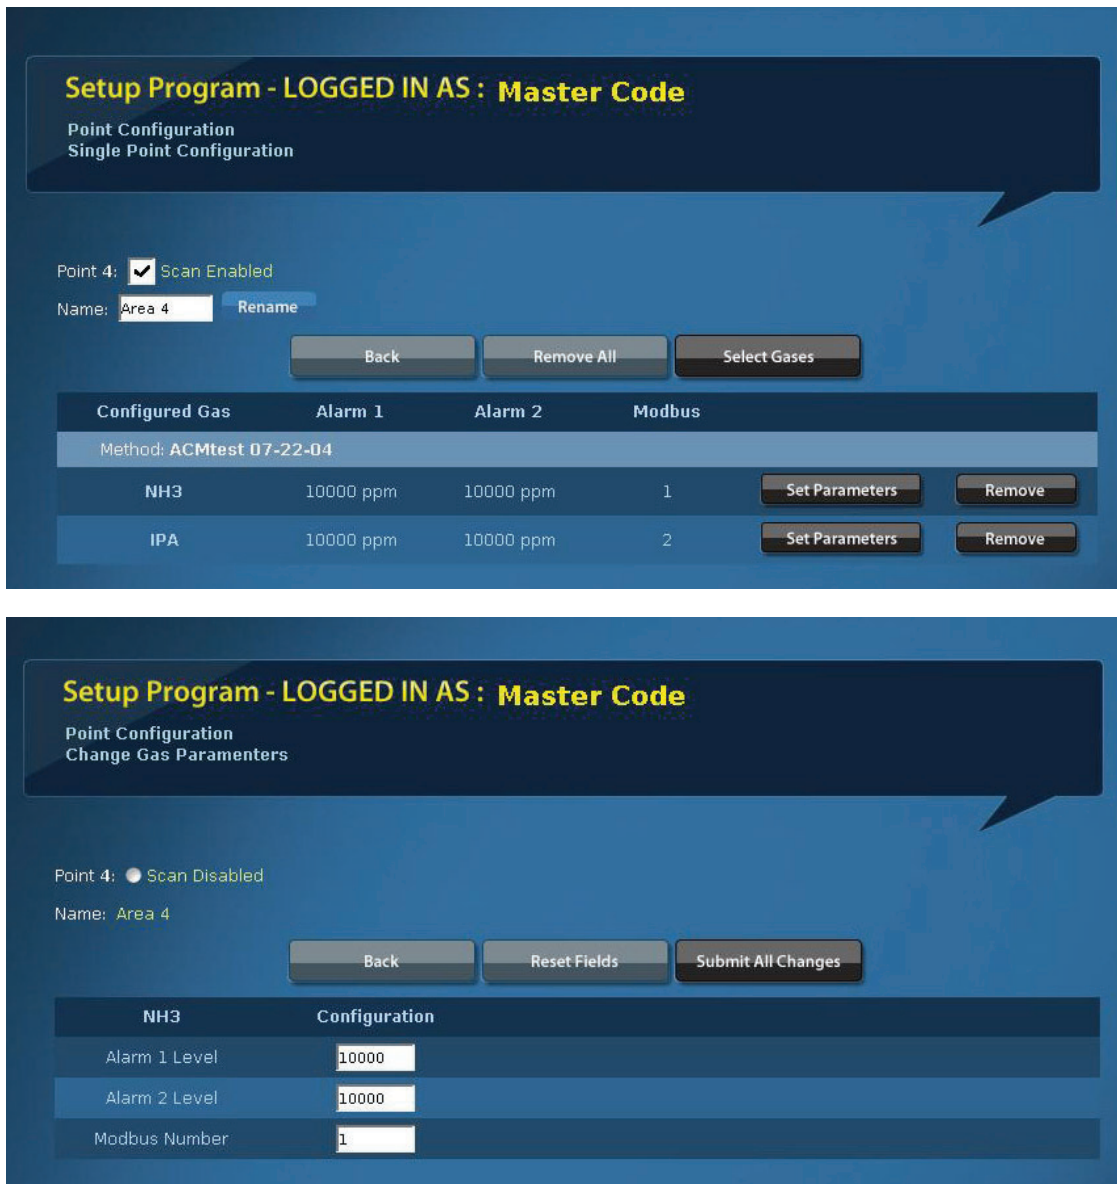 Setup Program - LOGGED IN AS : Master Code
Point Configuration
Single Point Configuration
Point 4: Scan Enabled
Name: Area 4 Rename
Back Remove All Select Gases
Configured Gas Alarm 1 Alarm 2 Modbus
Method: ACMtest 07-22-04
NH3 10000 ppm 10000 ppm 1 Set Parameters Remove
IPA 10000 ppm 10000 ppm 2 Set Parameters Remove
Setup Program - LOGGED IN AS : Master Code
Point Configuration
Change Gas Paramenters
Point 4: Scan Disabled
Name: Area 4
Back Reset Fields Submit All Changes
NH3 Configuration
Alarm 1 Level 10000
Alarm 2 Level 10000
Modbus Number 1